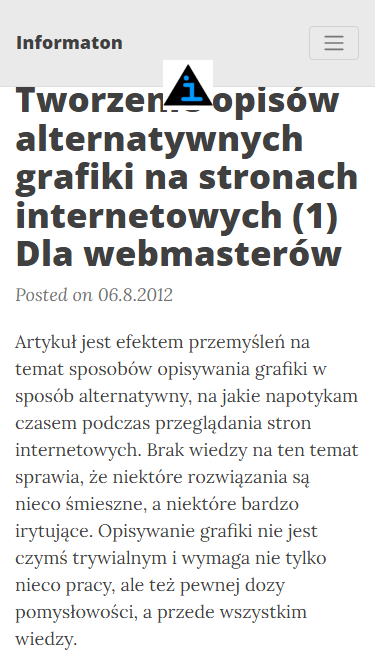 Informaton
i
Tworzenie opisów
alternatywnych
grafiki na stronach
internetowych (1)
Dla webmasterów
Posted on 06.8.2012
Artykuł jest efektem przemyśleń na
temat sposobów opisywania grafiki w
sposób alternatywny, na jakie napotykam
czasem podczas przeglądania stron
internetowych. Brak wiedzy na ten temat
sprawia, że niektóre rozwiązania są
nieco śmieszne, a niektóre bardzo
irytujące. Opisywanie grafiki nie jest
czymś trywialnym i wymaga nie tylko
nieco pracy, ale też pewnej dozy
pomysłowości, a przede wszystkim
wiedzy.